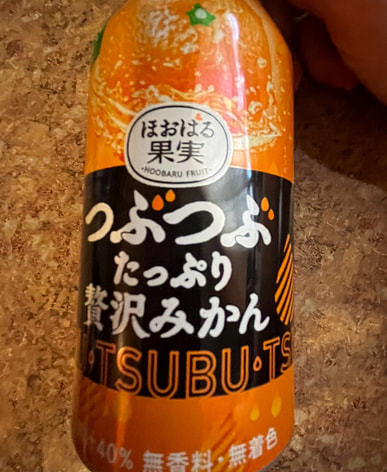 ほおばる
果実
-HOOBARU FRUIT-
つぶつぶ
たっぷり
贅沢みかん
・TSUBU・TS
40% 無香料・無着色